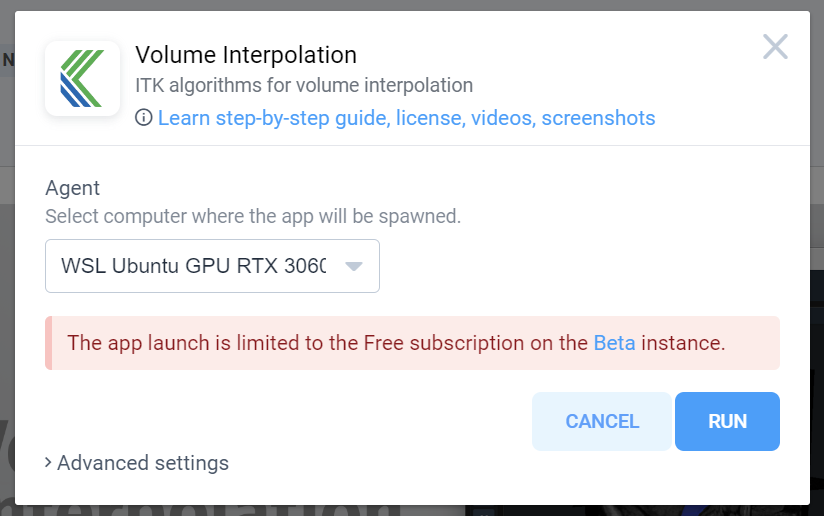 Volume Interpolation
ITK algorithms for volume interpolation
Learn step-by-step guide, license, videos, screenshots
Agent
Select computer where the app will be spawned.
WSL Ubuntu GPU RTX 3060
The app launch is limited to the Free subscription on the Beta instance.
CANCEL
RUN
Advanced settings